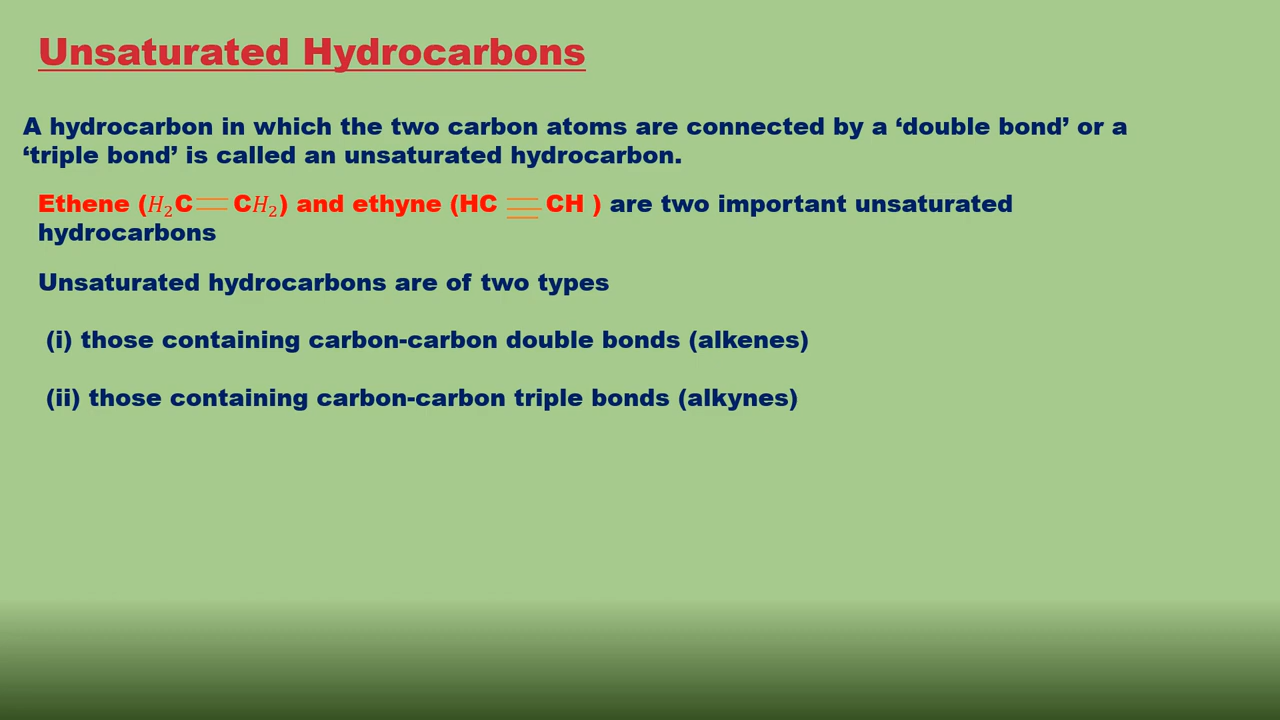 Unsaturated Hydrocarbons
A hydrocarbon in which the two carbon atoms are connected by a ‘double bond’ or a
‘triple bond’ is called an unsaturated hydrocarbon.
Ethene (H₂C═CH₂) and ethyne (HC ≡ CH ) are two important unsaturated
hydrocarbons
Unsaturated hydrocarbons are of two types
(i) those containing carbon-carbon double bonds (alkenes)
(ii) those containing carbon-carbon triple bonds (alkynes)